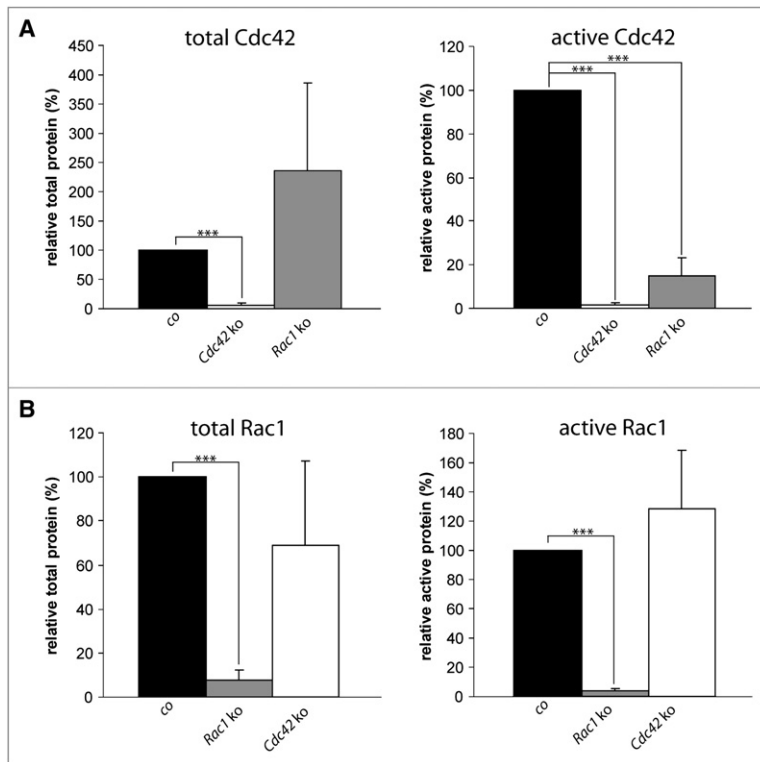 A
total Cdc42
relative total protein (%)
450
400
350
300
250
200
150
100
50
0
***
co
Cdc42 ko
Rac1 ko
active Cdc42
relative active protein (%)
120
100
80
60
40
20
0
***
***
co
Cdc42 ko
Rac1 ko
B
total Rac1
relative total protein (%)
120
100
80
60
40
20
0
***
co
Rac1 ko
Cdc42 ko
active Rac1
relative active protein (%)
180
160
140
120
100
80
60
40
20
0
***
co
Rac1 ko
Cdc42 ko